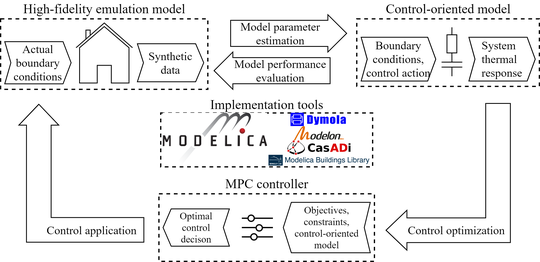 High-fidelity emulation model
Control-oriented model
Actual
boundary
conditions
Synthetic
data
Model parameter
estimation
Model performance
evaluation
Boundary
conditions,
control action
System
thermal
response
Implementation tools
MODELICA
Dymola
Modelon
CasADi
Modelica Buildings Library
MPC controller
Control application
Optimal
control
decison
Objectives,
constraints,
control-oriented
model
Control optimization